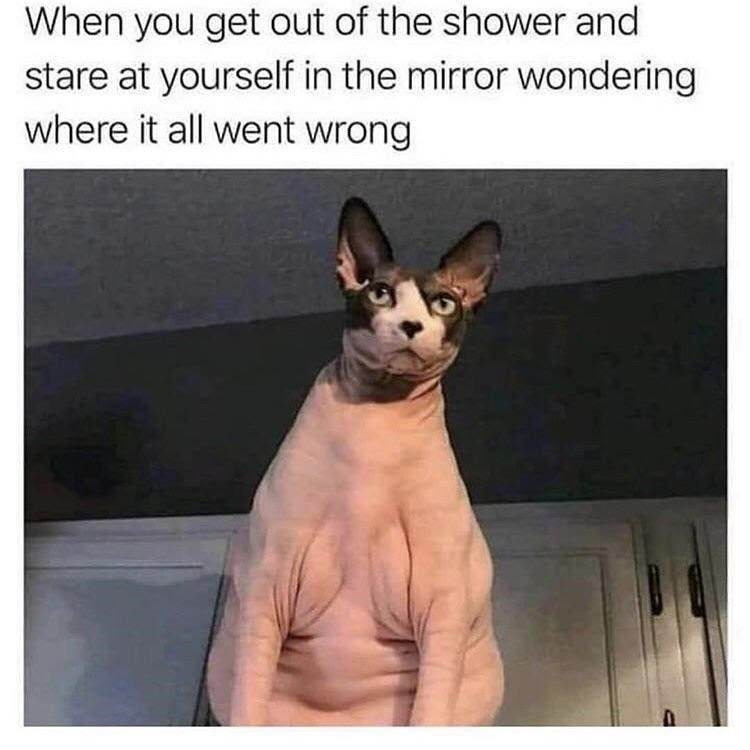 When you get out of the shower and
stare at yourself in the mirror wondering
where it all went wrong